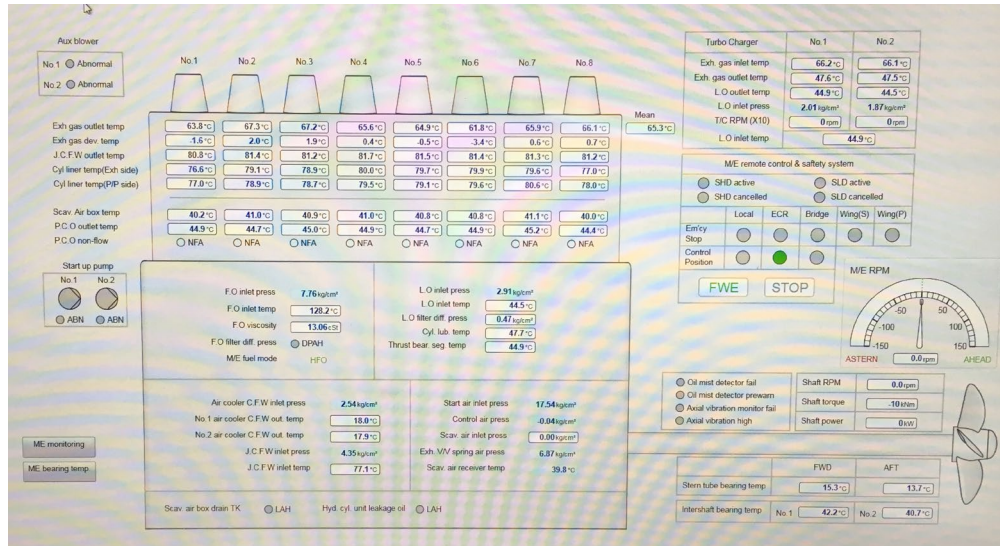 Aux blower
No.1 Abnormal
No.2 Abnormal
No.1 No.2 No.3 No.4 No.5 No.6 No.7 No.8
Mean
Exh gas outlet temp 63.8°C 67.3°C 67.2°C 65.6°C 64.9°C 61.8°C 65.9°C 66.1°C 65.3°C
Exh gas dev. temp -1.6°C 2.0°C 1.9°C 0.4°C -0.5°C -3.4°C 0.6°C 0.7°C
J.C.F.W outlet temp 80.8°C 81.4°C 81.2°C 81.7°C 81.5°C 81.4°C 81.3°C 81.2°C
Cyl liner temp(Exh side) 76.6°C 79.1°C 78.9°C 80.0°C 79.7°C 79.9°C 79.6°C 77.0°C
Cyl liner temp(P/P side) 77.0°C 78.9°C 78.7°C 79.5°C 79.1°C 79.6°C 80.6°C 78.0°C
Scav. Air box temp 40.2°C 41.0°C 40.9°C 41.0°C 40.8°C 40.8°C 41.1°C 40.0°C
P.C.O outlet temp 44.9°C 44.7°C 45.0°C 44.9°C 44.7°C 44.9°C 45.2°C 44.4°C
P.C.O non-flow NFA NFA NFA NFA NFA NFA NFA NFA
Start up pump
No.1 No.2
ABN ABN
F.O inlet press 7.76 kg/cm²
F.O inlet temp 128.2°C
F.O viscosity 13.06 cSt
F.O filter diff. press DPAH
M/E fuel mode HFO
L.O inlet press 2.91 kg/cm²
L.O inlet temp 44.5°C
L.O filter diff. press 0.47 kg/cm²
Cyl. lub. temp 47.7°C
Thrust bear. seg. temp 44.9°C
Air cooler C.F.W inlet press 2.54 kg/cm²
No.1 air cooler C.F.W out. temp 18.0°C
No.2 air cooler C.F.W out. temp 17.9°C
J.C.F.W inlet press 4.35 kg/cm²
J.C.F.W inlet temp 77.1°C
Start air inlet press 17.54 kg/cm²
Control air press -0.04 kg/cm²
Scav. air inlet press 0.00 kg/cm²
Exh. V/V spring air press 6.87 kg/cm²
Scav. air receiver temp 39.8°C
Scav. air box drain TK LAH Hyd. cyl. unit leakage oil LAH
ME monitoring
ME bearing temp
Turbo Charger No.1 No.2
Exh. gas inlet temp 66.2°C 66.1°C
Exh. gas outlet temp 47.6°C 47.5°C
L.O outlet temp 44.9°C 44.5°C
L.O inlet press 2.01 kg/cm² 1.87 kg/cm²
T/C RPM (X10) 0 rpm 0 rpm
L.O inlet temp 44.9°C
M/E remote control & saftety system
SHD active SLD active
SHD cancelled SLD cancelled
Local ECR Bridge Wing(S) Wing(P)
Em'cy Stop
Control Position
FWE STOP
M/E RPM
-150 -100 -50 50 100 150
ASTERN 0.0 rpm AHEAD
Oil mist detector fail
Oil mist detector prewarn
Axial vibration monitor fail
Axial vibration high
Shaft RPM 0.0 rpm
Shaft torque -10 kNm
Shaft power 0 kW
FWD AFT
Stern tube bearing temp 15.3°C 13.7°C
Intershaft bearing temp No.1 42.2°C No.2 40.7°C